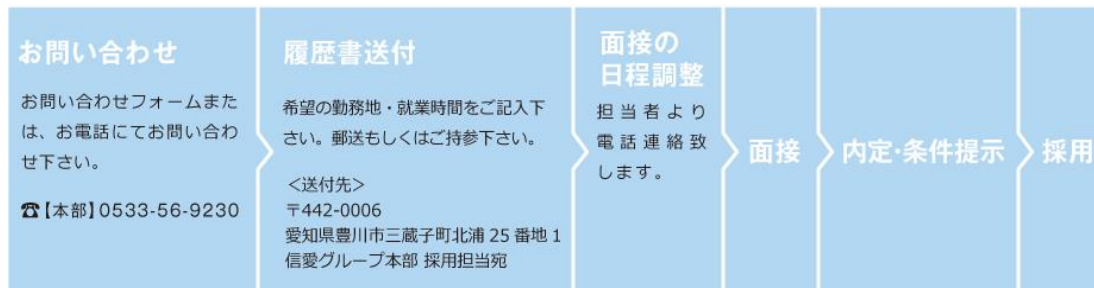 お問い合わせ
お問い合わせフォームまた
は、お電話にてお問い合わ
せ下さい。
☎【本部】0533-56-9230
履歴書送付
希望の勤務地・就業時間をご記入下
さい。郵送もしくはご持参下さい。
＜送付先＞
〒442-0006
愛知県豊川市三蔵子町北浦 25 番地 1
信愛グループ本部 採用担当宛
面接の
日程調整
担当者より
電話連絡致
します。
面接
内定･条件提示
採用